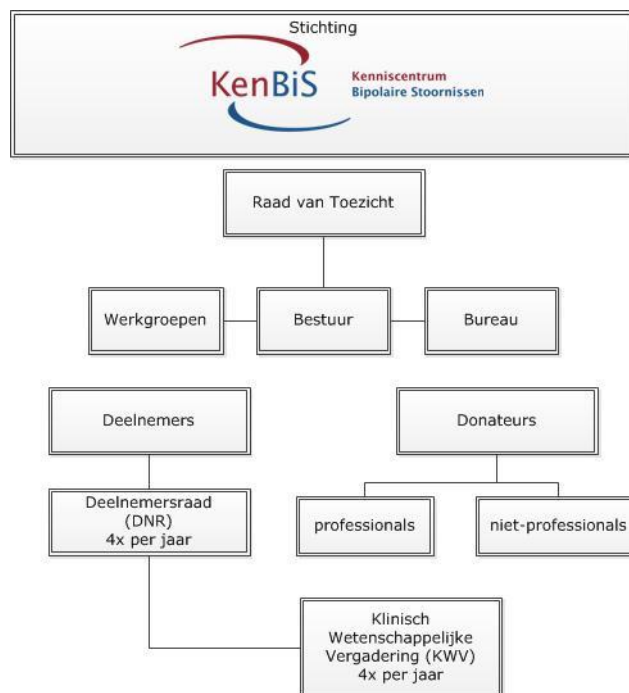 Stichting
KenBiS
Kenniscentrum
Bipolaire Stoornissen
Raad van Toezicht
Werkgroepen
Bestuur
Bureau
Deelnemers
Donateurs
Deelnemersraad
(DNR)
4x per jaar
professionals
niet-professionals
Klinisch
Wetenschappelijke
Vergadering (KWV)
4x per jaar